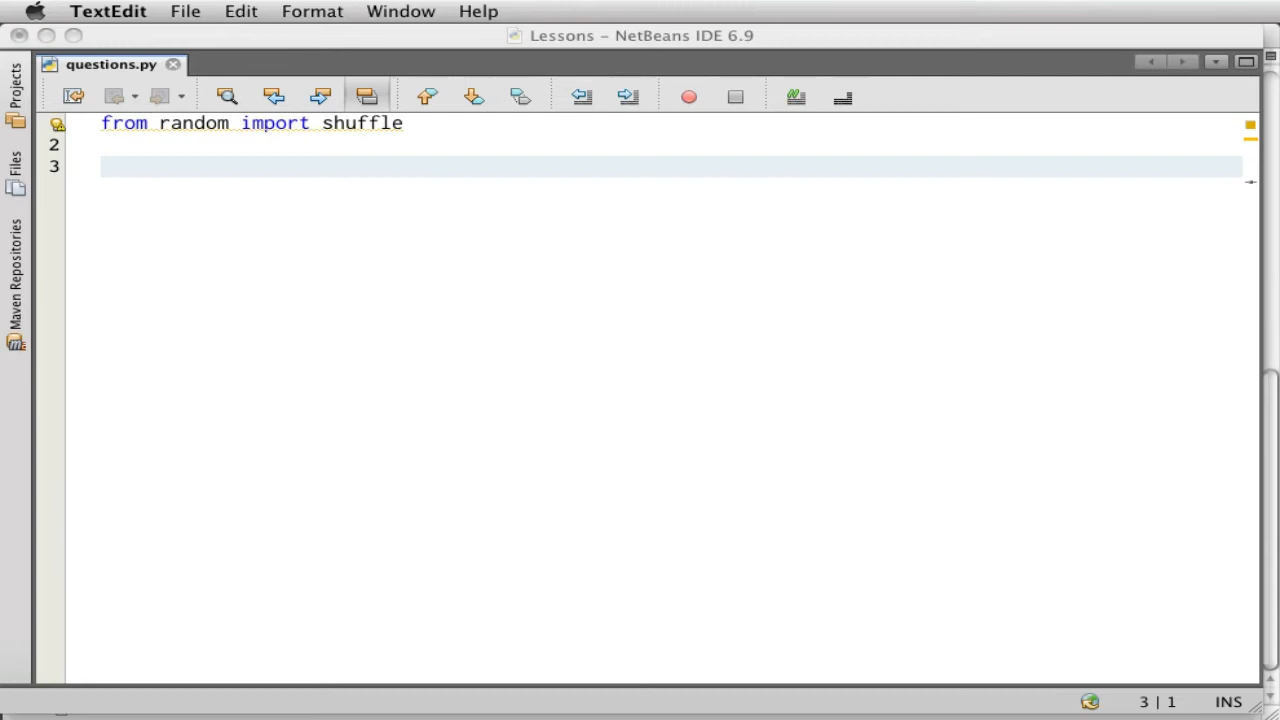 TextEdit File Edit Format Window Help
Lessons – NetBeans IDE 6.9
questions.py
Projects
Files
Maven Repositories
from random import shuffle
2
3
3 | 1 INS